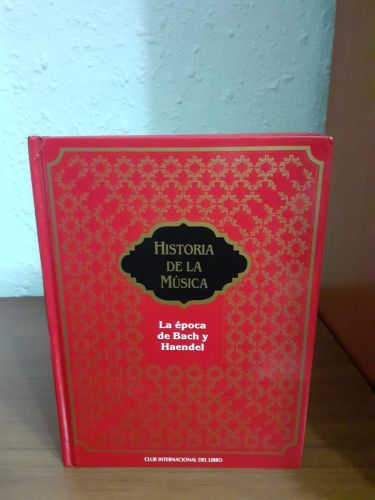 HISTORIA
DE LA
MÚSICA
La época
de Bach y
Haendel
CLUB INTERNACIONAL DEL LIBRO